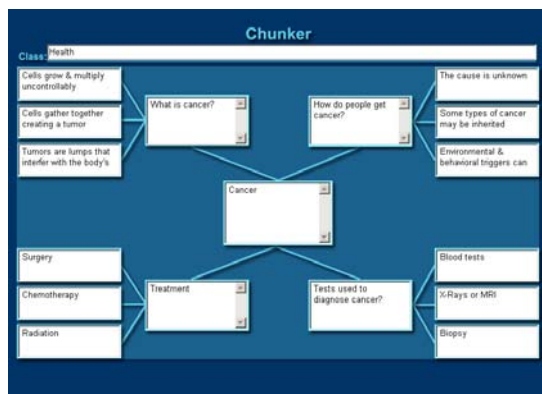 Chunker
Class: Health
Cells grow & multiply
uncontrollably
Cells gather together
creating a tumor
Tumors are lumps that
interfer with the body's
What is cancer?
How do people get
cancer?
The cause is unknown
Some types of cancer
may be inherited
Environmental &
behavioral triggers can
Cancer
Surgery
Chemotherapy
Radiation
Treatment
Tests used to
diagnose cancer?
Blood tests
X-Rays or MRI
Biopsy